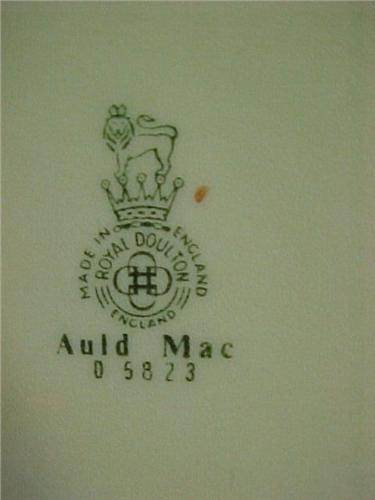 MADE IN ENGLAND
ROYAL DOULTON
ENGLAND
Auld Mac
D 5823